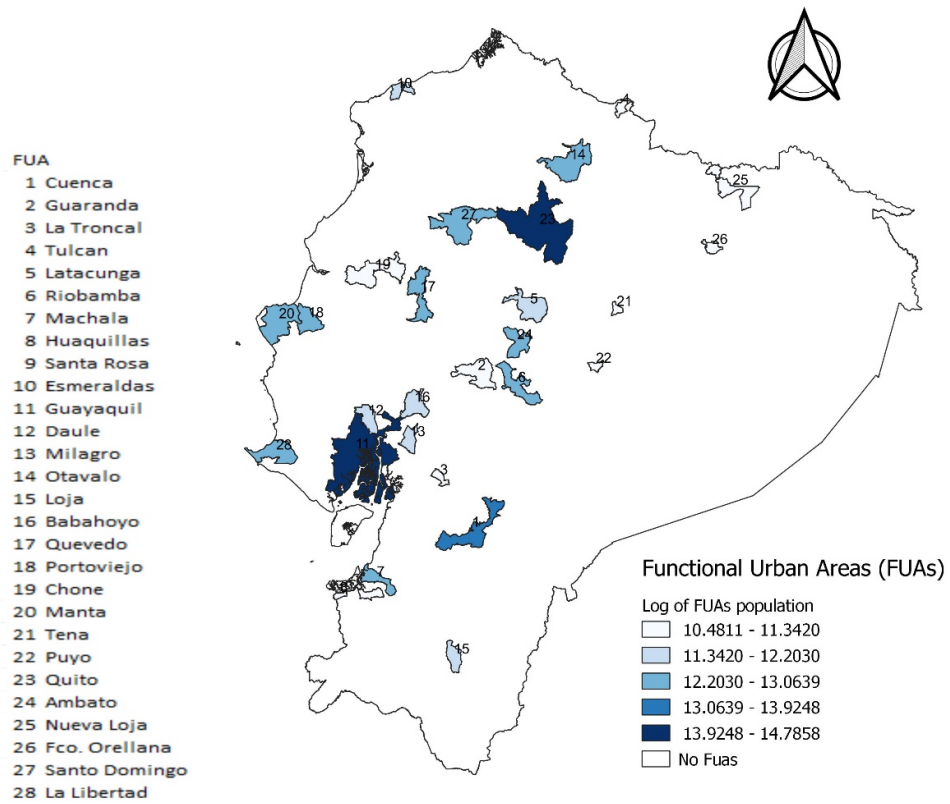 FUA
1 Cuenca
2 Guaranda
3 La Troncal
4 Tulcan
5 Latacunga
6 Riobamba
7 Machala
8 Huaquillas
9 Santa Rosa
10 Esmeraldas
11 Guayaquil
12 Daule
13 Milagro
14 Otavalo
15 Loja
16 Babahoyo
17 Quevedo
18 Portoviejo
19 Chone
20 Manta
21 Tena
22 Puyo
23 Quito
24 Ambato
25 Nueva Loja
26 Fco. Orellana
27 Santo Domingo
28 La Libertad
10
4
14
25
27
23
26
19
17
5
21
20
18
24
22
2
6
16
12
13
11
28
3
1
7
15
Functional Urban Areas (FUAs)
Log of FUAs population
10.4811 - 11.3420
11.3420 - 12.2030
12.2030 - 13.0639
13.0639 - 13.9248
13.9248 - 14.7858
No Fuas